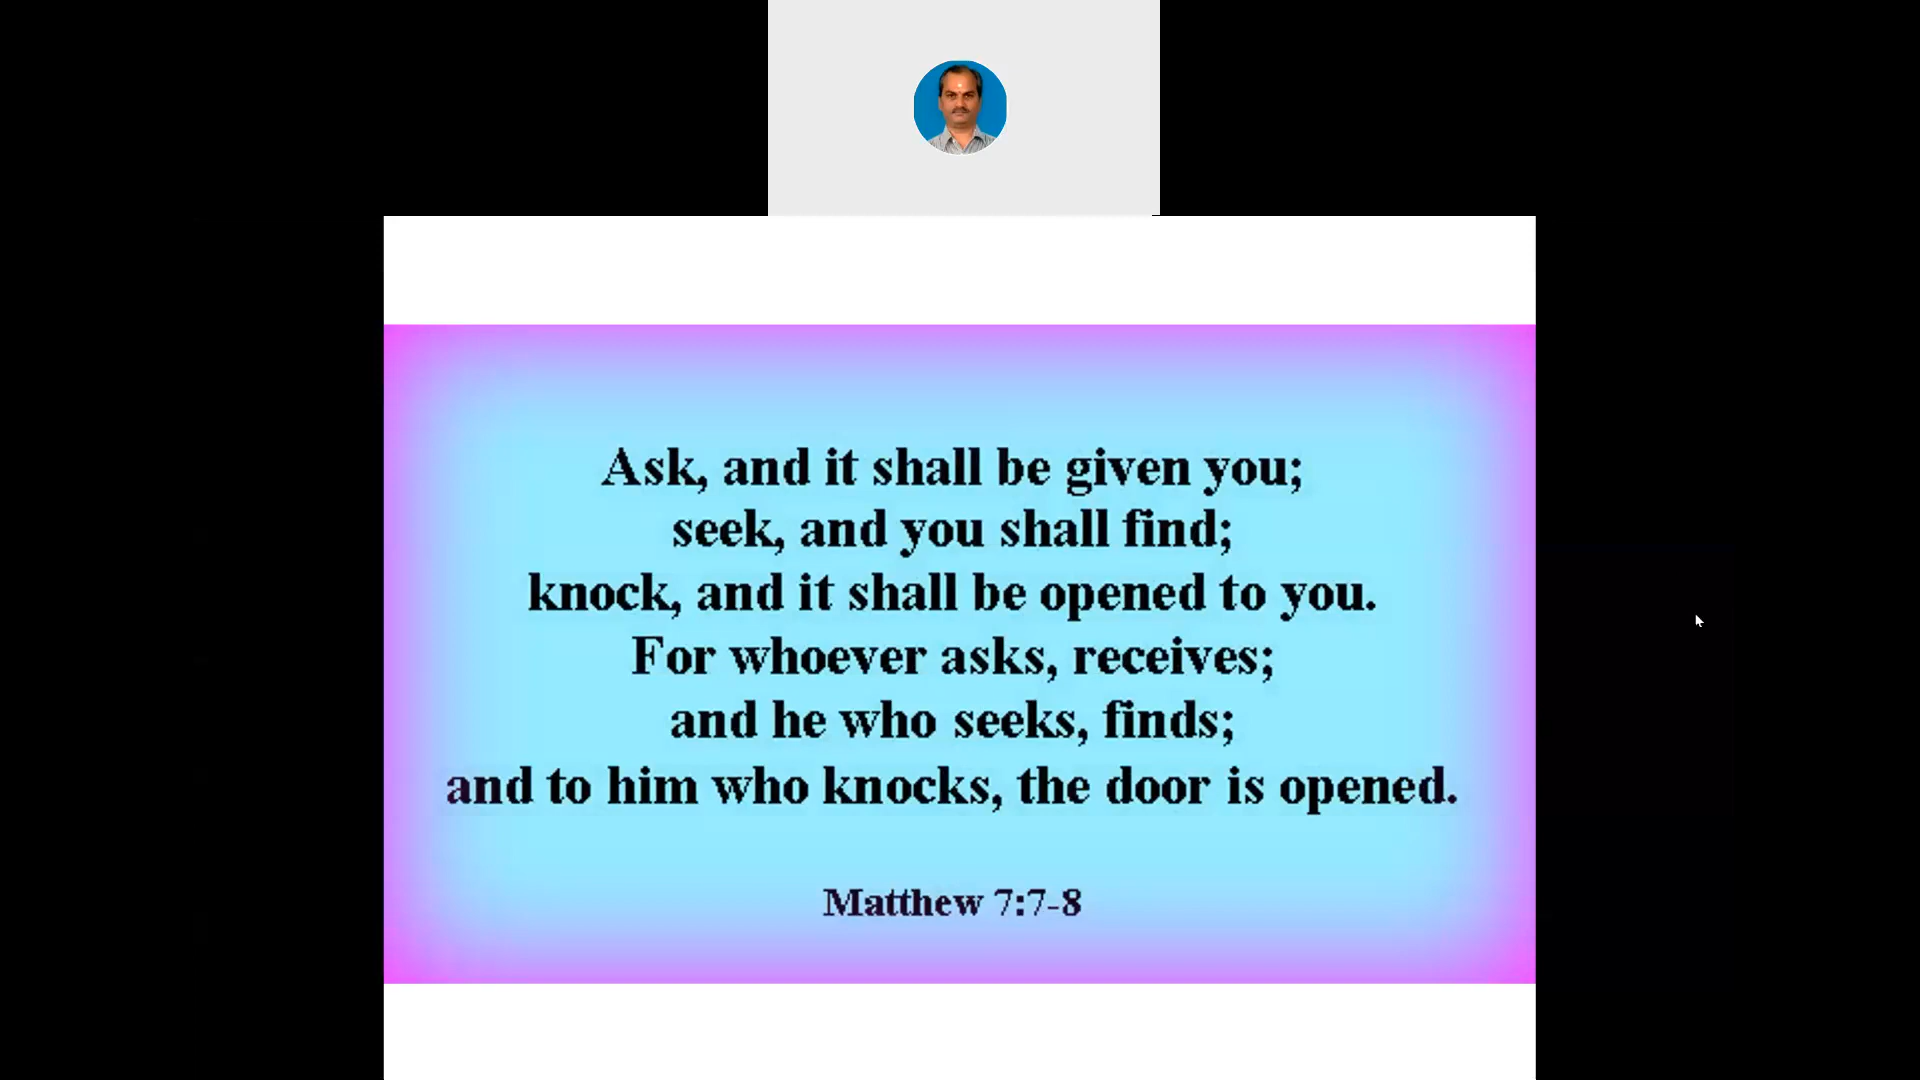 Ask, and it shall be given you;
seek, and you shall find;
knock, and it shall be opened to you.
For whoever asks, receives;
and he who seeks, finds;
and to him who knocks, the door is opened.
Matthew 7:7-8